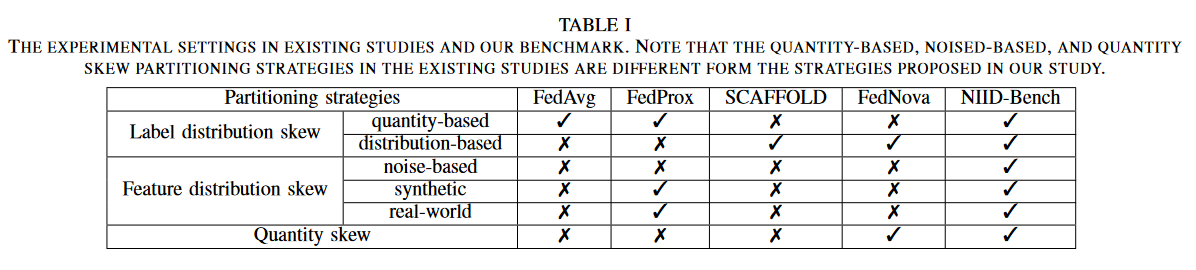 TABLE I
THE EXPERIMENTAL SETTINGS IN EXISTING STUDIES AND OUR BENCHMARK. NOTE THAT THE QUANTITY-BASED, NOISED-BASED, AND QUANTITY
SKEW PARTITIONING STRATEGIES IN THE EXISTING STUDIES ARE DIFFERENT FORM THE STRATEGIES PROPOSED IN OUR STUDY.
Partitioning strategies FedAvg FedProx SCAFFOLD FedNova NIID-Bench
Label distribution skew quantity-based ✓ ✓ ✗ ✗ ✓
distribution-based ✗ ✗ ✓ ✓ ✓
Feature distribution skew noise-based ✗ ✗ ✗ ✗ ✓
synthetic ✗ ✓ ✗ ✗ ✓
real-world ✗ ✓ ✗ ✗ ✓
Quantity skew ✗ ✗ ✗ ✓ ✓